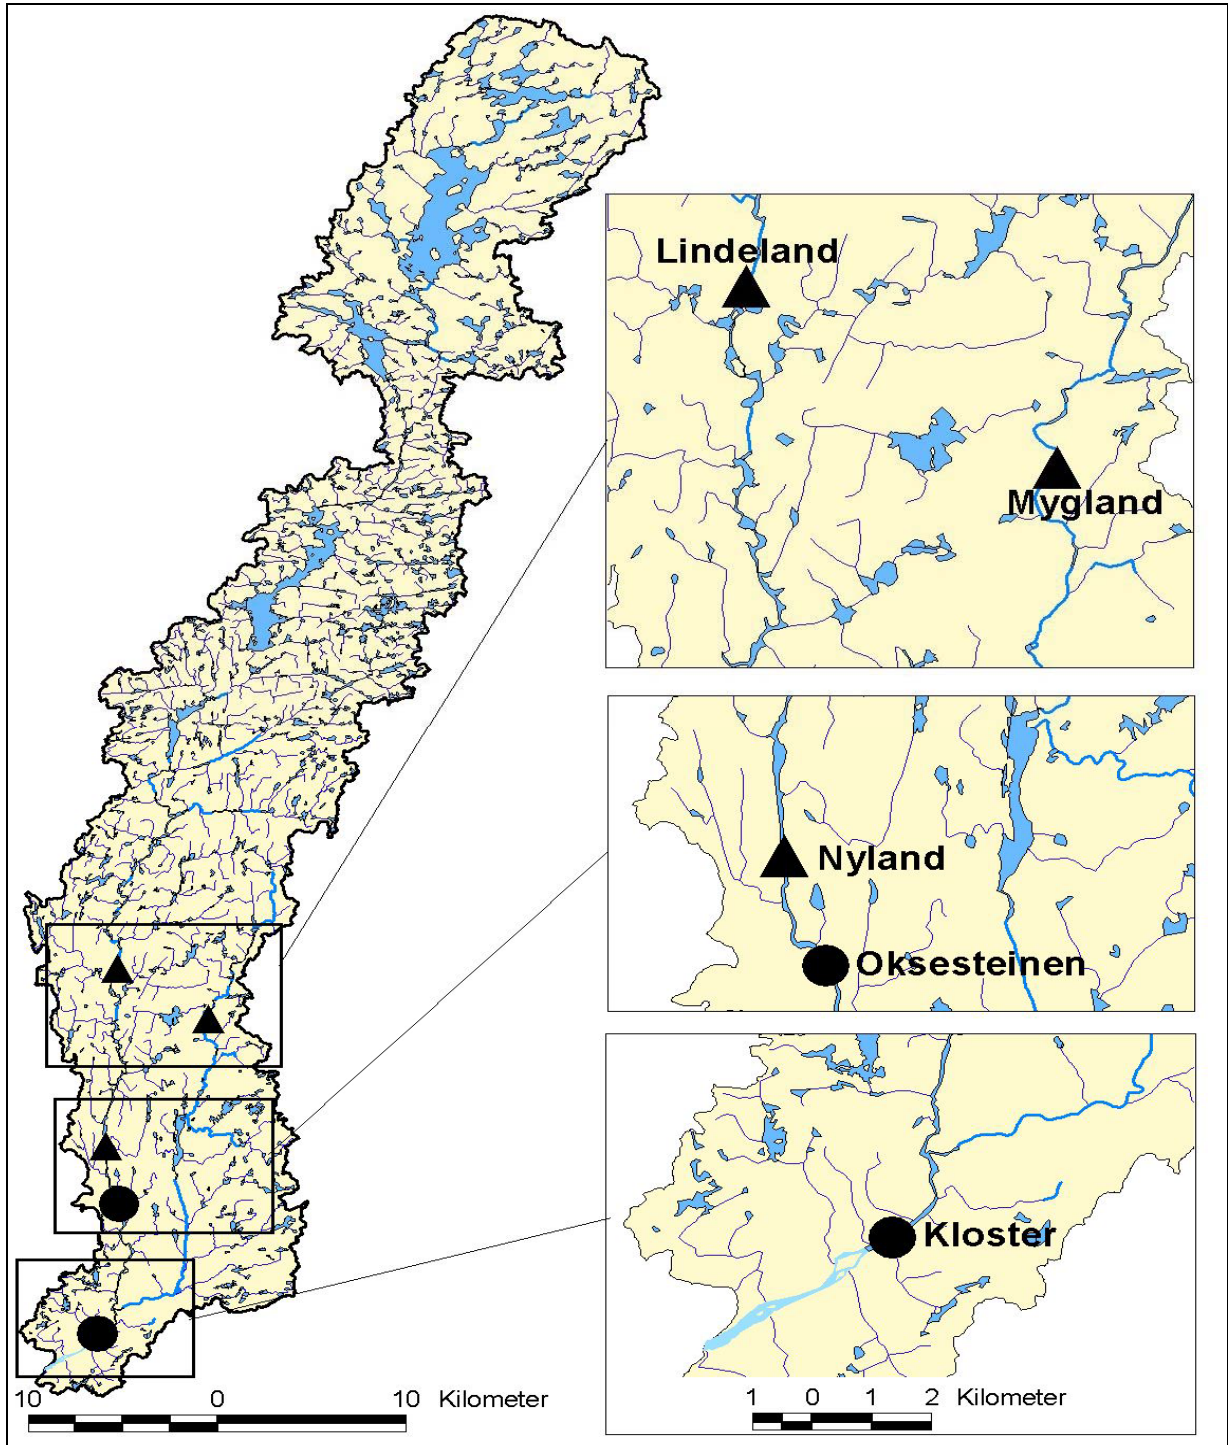 Lindeland
Mygland
Nyland
Oksesteinen
Kloster
10 0 10 Kilometer
1 0 1 2 Kilometer